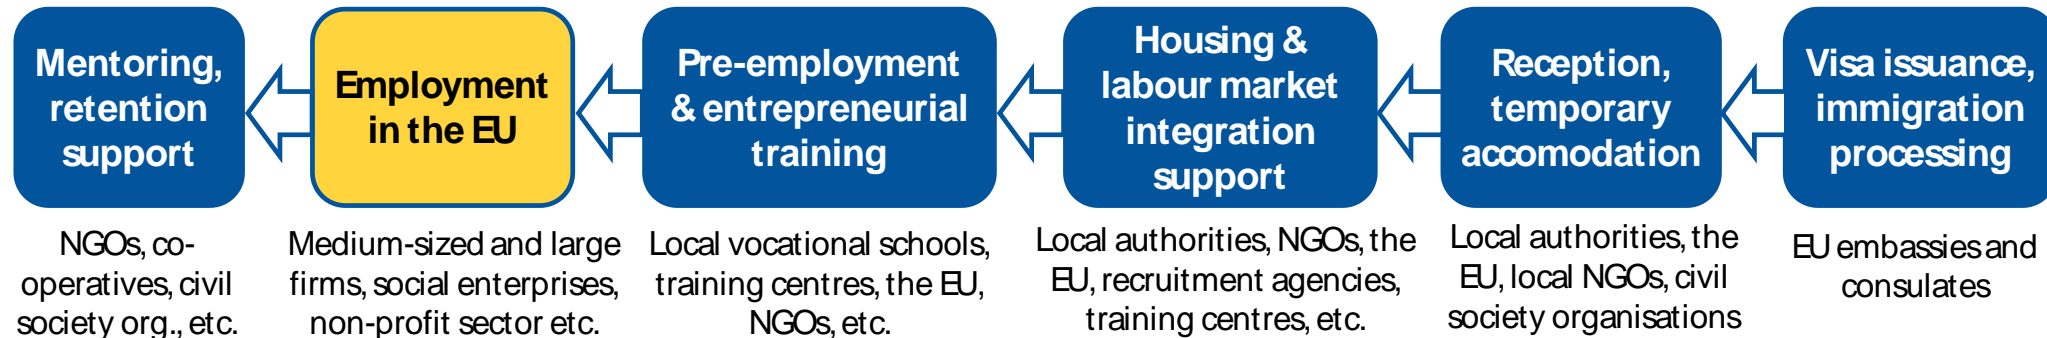 Mentoring,
retention
support
Employment
in the EU
Pre-employment
& entrepreneurial
training
Housing &
labour market
integration
support
Reception,
temporary
accomodation
Visa issuance,
immigration
processing
NGOs, co-
operatives, civil
society org., etc.
Medium-sized and large
firms, social enterprises,
non-profit sector etc.
Local vocational schools,
training centres, the EU,
NGOs, etc.
Local authorities, NGOs, the
EU, recruitment agencies,
training centres, etc.
Local authorities, the
EU, local NGOs, civil
society organisations
EU embassies and
consulates